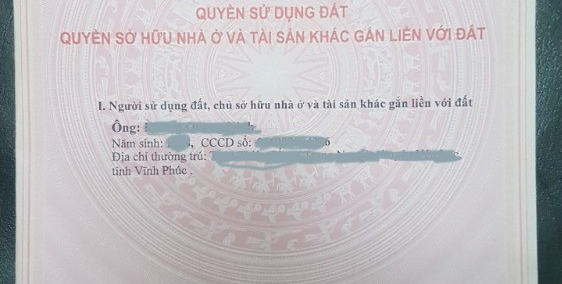 QUYỀN SỬ DỤNG ĐẤT
QUYỀN SỞ HỮU NHÀ Ở VÀ TÀI SẢN KHÁC GẮN LIỀN VỚI ĐẤT
I. Người sử dụng đất, chủ sở hữu nhà ở và tài sản khác gắn liền với đất
Ông:
Năm sinh: , CCCD số:
Địa chỉ thường trú:
tỉnh Vĩnh Phúc .